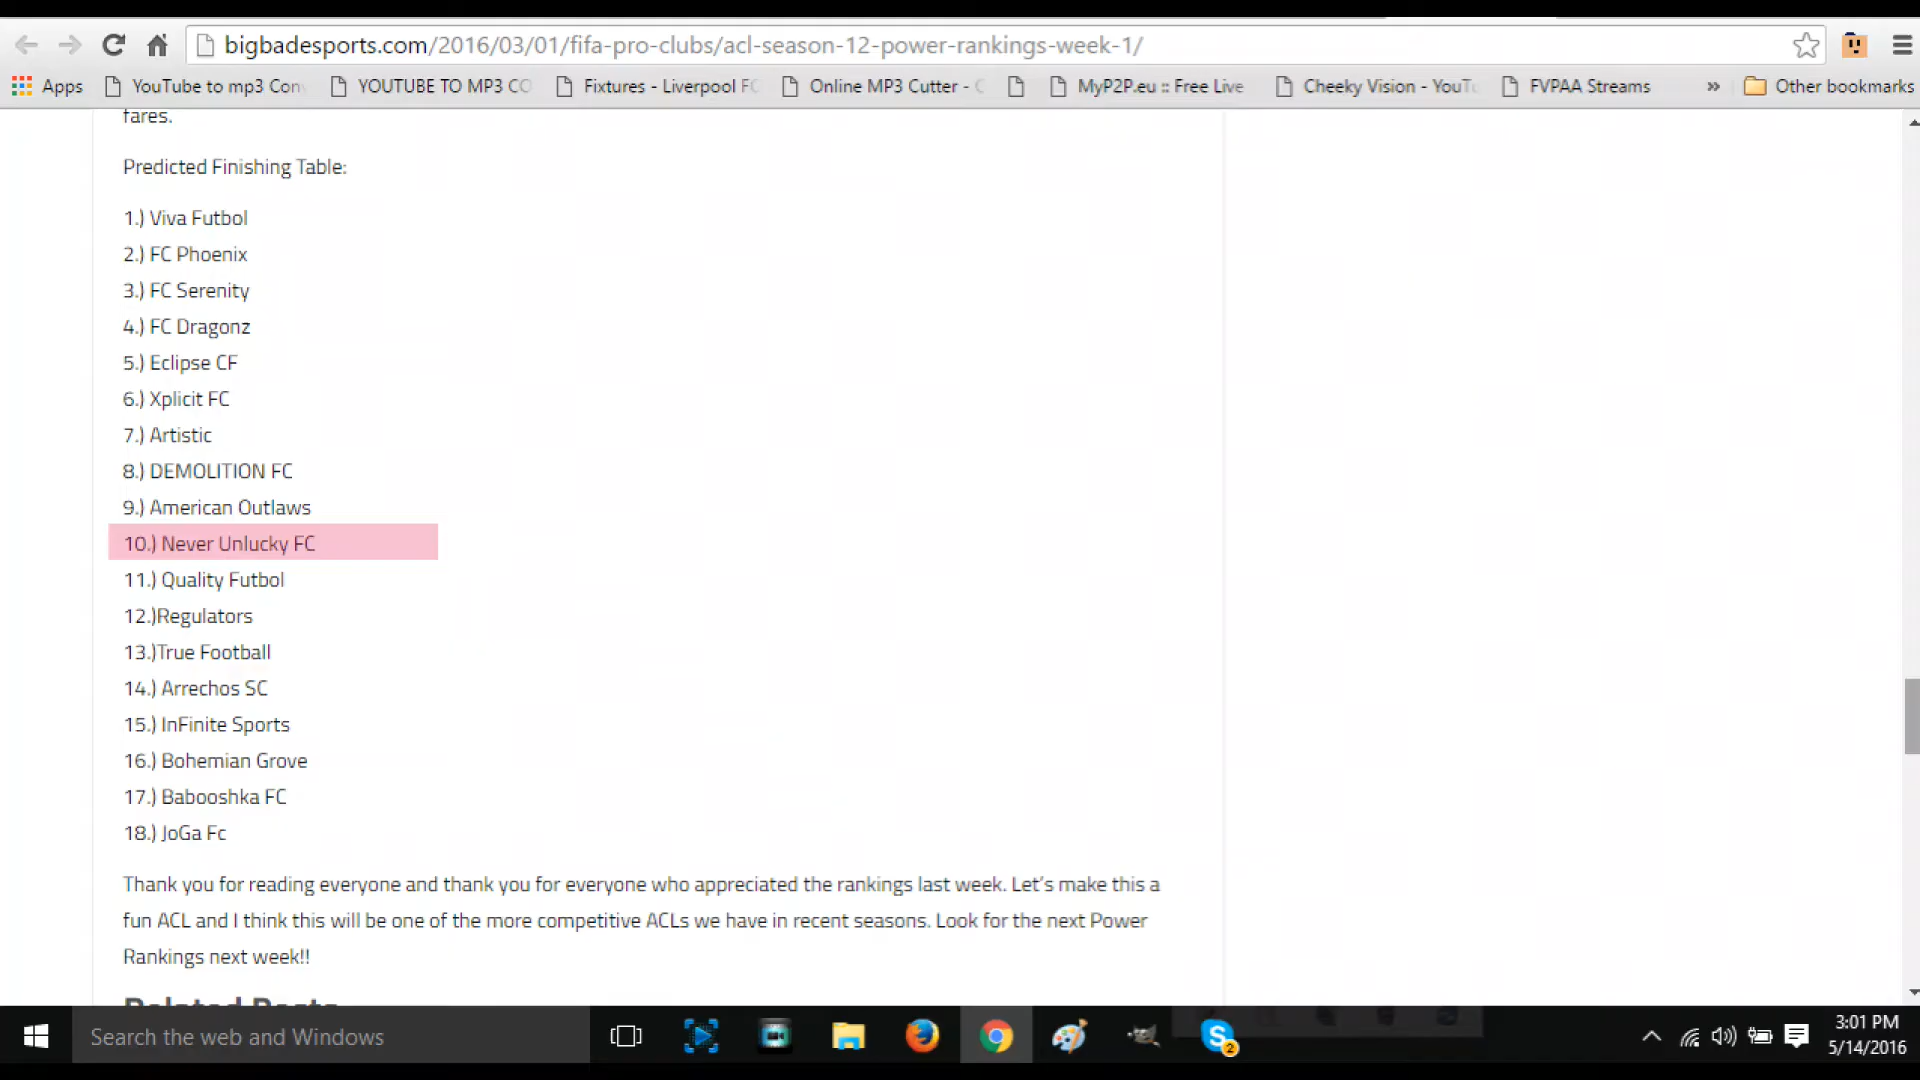 bigbadesports.com/2016/03/01/fifa-pro-clubs/acl-season-12-power-rankings-week-1/
Apps YouTube to mp3 Con YOUTUBE TO MP3 CO Fixtures - Liverpool FC Online MP3 Cutter - C MyP2P.eu :: Free Live Cheeky Vision - YouTu FVPAA Streams » Other bookmarks
fares.
Predicted Finishing Table:
1.) Viva Futbol
2.) FC Phoenix
3.) FC Serenity
4.) FC Dragonz
5.) Eclipse CF
6.) Xplicit FC
7.) Artistic
8.) DEMOLITION FC
9.) American Outlaws
10.) Never Unlucky FC
11.) Quality Futbol
12.)Regulators
13.)True Football
14.) Arrechos SC
15.) InFinite Sports
16.) Bohemian Grove
17.) Babooshka FC
18.) JoGa Fc
Thank you for reading everyone and thank you for everyone who appreciated the rankings last week. Let's make this a
fun ACL and I think this will be one of the more competitive ACLs we have in recent seasons. Look for the next Power
Rankings next week!!
Related Posts
Search the web and Windows
2
3:01 PM
5/14/2016